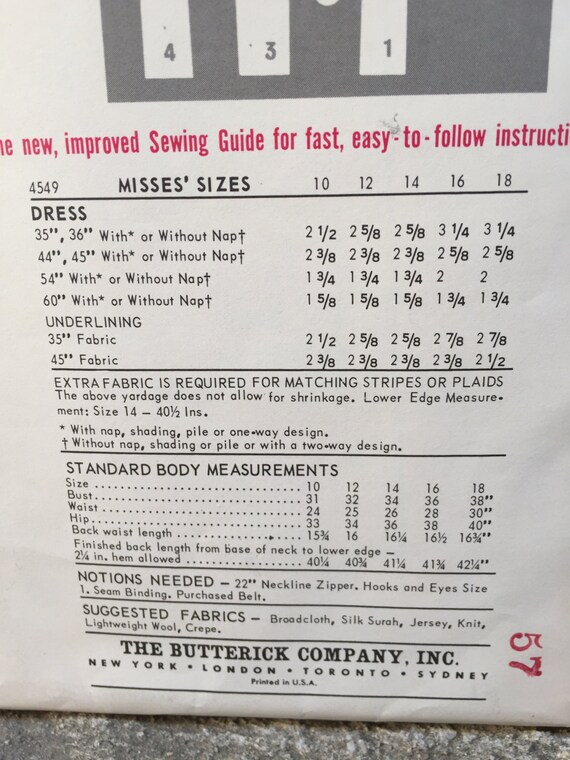 4 3 1
new, improved Sewing Guide for fast, easy-to-follow
4549 MISSES' SIZES 10 12 14 16 18
DRESS
35", 36" With* or Without Nap† 2 1/2 2 5/8 2 5/8 3 1/4 3 1/4
44", 45" With* or Without Nap† 2 3/8 2 3/8 2 3/8 2 5/8 2 5/8
54" With* or Without Nap† 1 3/4 1 3/4 1 3/4 2 2
60" With* or Without Nap† 1 5/8 1 5/8 1 5/8 1 3/4 1 3/4
UNDERLINING
35" Fabric 2 1/2 2 5/8 2 5/8 2 7/8 2 7/8
45" Fabric 2 3/8 2 3/8 2 3/8 2 3/8 2 1/2
EXTRA FABRIC IS REQUIRED FOR MATCHING STRIPES OR PLAIDS
The above yardage does not allow for shrinkage. Lower Edge Measure-
ment: Size 14 – 40½ Ins.
* With nap, shading, pile or one-way design.
† Without nap, shading or pile or with a two-way design.
STANDARD BODY MEASUREMENTS
Size 10 12 14 16 18
Bust 31 32 34 36 38"
Waist 24 25 26 28 30"
Hip 33 34 36 38 40"
Back waist length 15¾ 16 16¼ 16½ 16¾"
Finished back length from base of neck to lower edge –
2¼ in. hem allowed 40¼ 40¾ 41¼ 41¾ 42¼"
NOTIONS NEEDED – 22" Neckline Zipper. Hooks and Eyes Size
1. Seam Binding. Purchased Belt.
SUGGESTED FABRICS – Broadcloth, Silk Surah, Jersey, Knit,
Lightweight Wool, Crepe.
57
THE BUTTERICK COMPANY, INC.
NEW YORK • LONDON • TORONTO • SYDNEY
Printed in U.S.A.